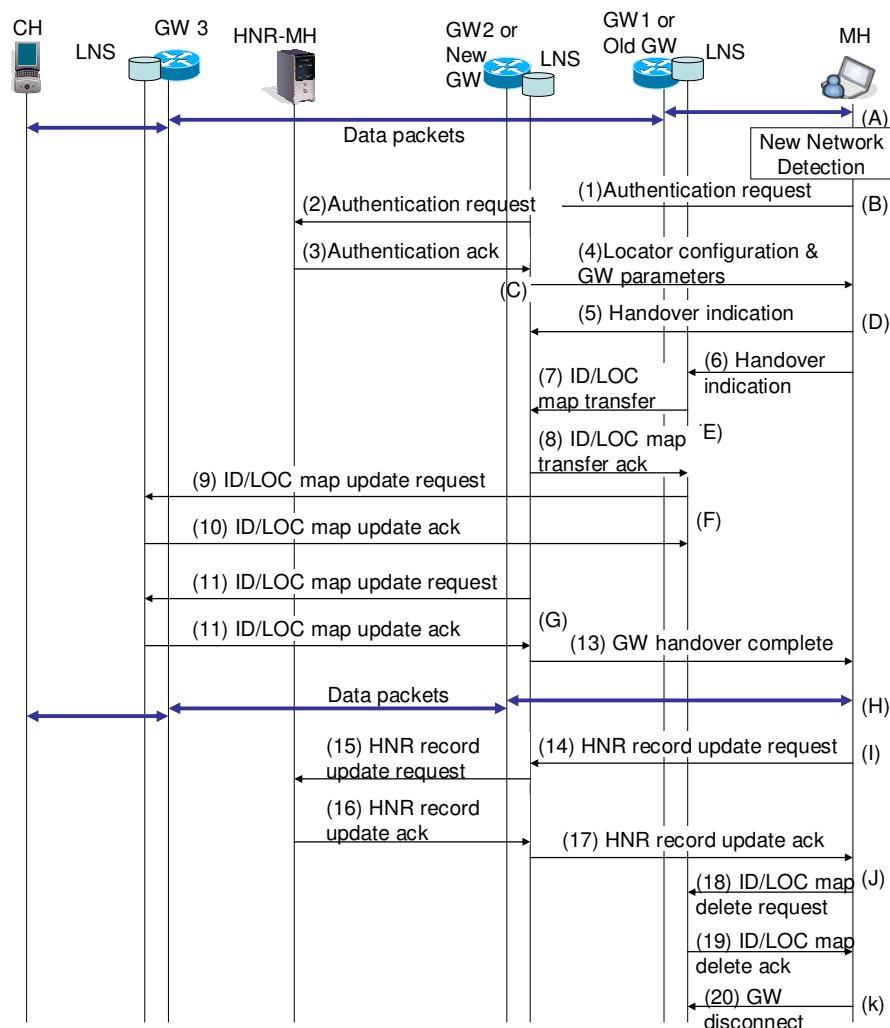 CH
LNS
GW 3
HNR-MH
GW2 or
New
GW
LNS
GW1 or
Old GW
LNS
MH
Data packets
(A)
New Network
Detection
(1)Authentication request
(B)
(2)Authentication request
(3)Authentication ack
(4)Locator configuration &
GW parameters
(C)
(5) Handover indication
(D)
(6) Handover
indication
(7) ID/LOC
map transfer
(8) ID/LOC map
transfer ack
E)
(9) ID/LOC map update request
(F)
(10) ID/LOC map update ack
(11) ID/LOC map update request
(G)
(11) ID/LOC map update ack
(13) GW handover complete
Data packets
(H)
(14) HNR record update request
(I)
(15) HNR record
update request
(16) HNR record
update ack
(17) HNR record update ack
(J)
(18) ID/LOC map
delete request
(19) ID/LOC map
delete ack
(20) GW
disconnect
(k)